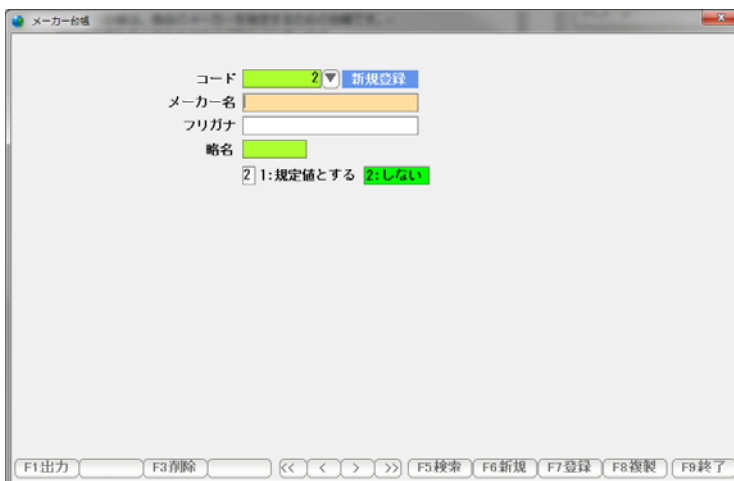 メーカー台帳
コード 2 ▼ 新規登録
メーカー名
フリガナ
略名
2 1:規定値とする 2:しない
F1出力 F3削除 << < > >> F5検索 F6新規 F7登録 F8複製 F9終了